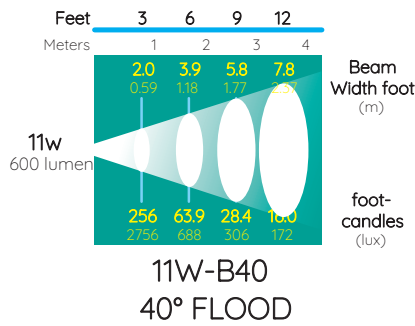 Feet 3 6 9 12
Meters 1 2 3 4
2.0 3.9 5.8 7.8
0.59 1.18 1.77 2.37
Beam
Width foot
(m)
11w
600 lumen
256 63.9 28.4 16.0
2756 688 306 172
foot-
candles
(lux)
11W-B40
40° FLOOD